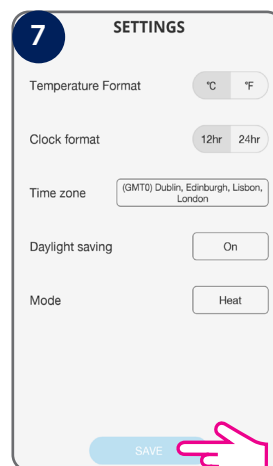 7
SETTINGS
Temperature Format
°C °F
Clock format
12hr 24hr
Time zone
(GMT0) Dublin, Edinburgh, Lisbon,
London
Daylight saving
On
Mode
Heat
SAVE